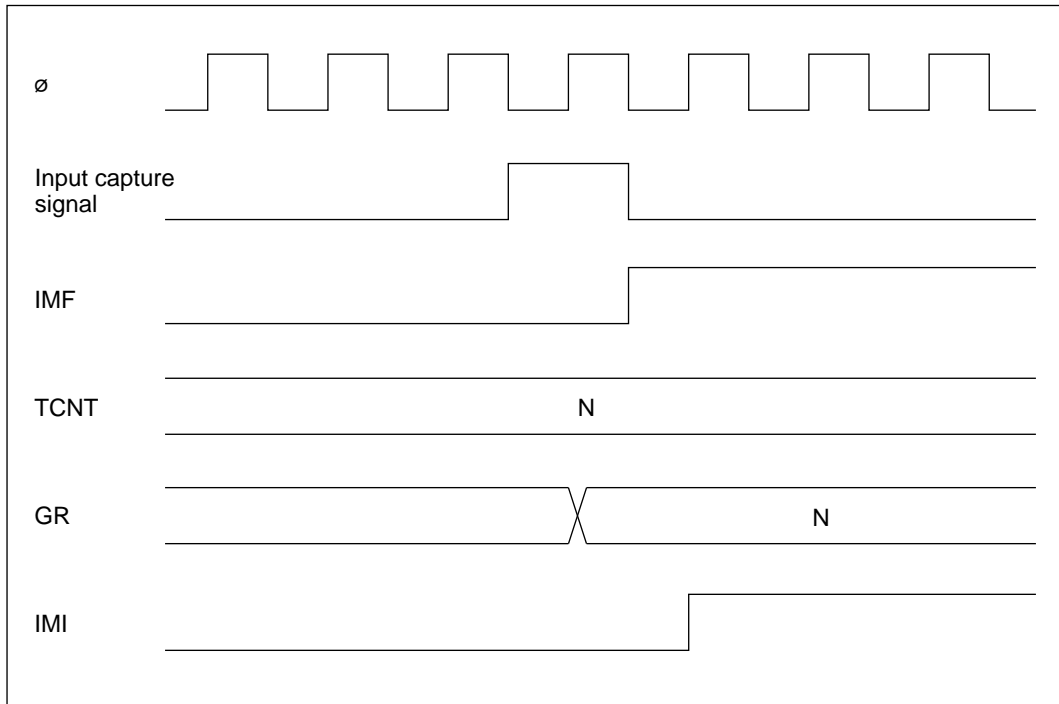 ø
Input capture
signal
IMF
TCNT
N
GR
N
IMI